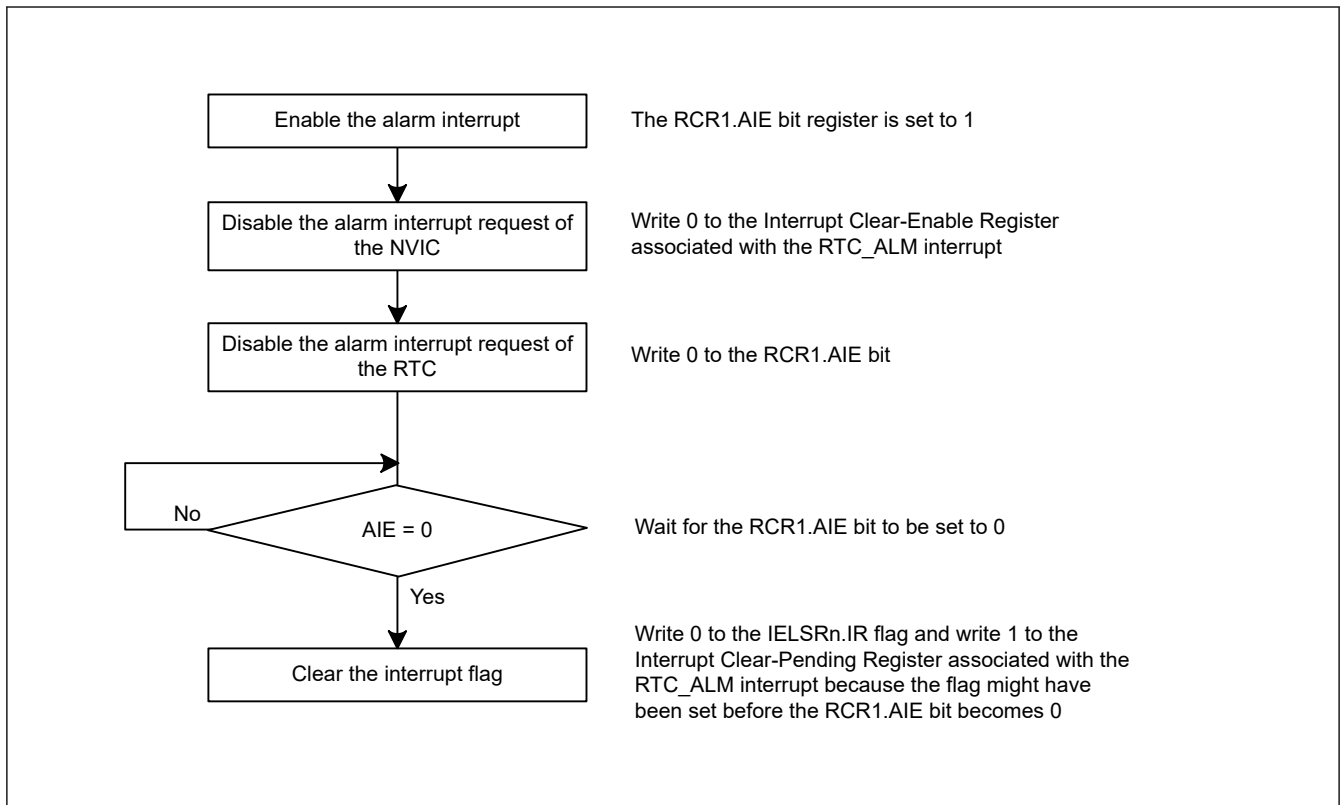 Enable the alarm interrupt
The RCR1.AIE bit register is set to 1
Disable the alarm interrupt request of
the NVIC
Write 0 to the Interrupt Clear-Enable Register
associated with the RTC_ALM interrupt
Disable the alarm interrupt request of
the RTC
Write 0 to the RCR1.AIE bit
No
AIE = 0
Wait for the RCR1.AIE bit to be set to 0
Yes
Clear the interrupt flag
Write 0 to the IELSRn.IR flag and write 1 to the
Interrupt Clear-Pending Register associated with the
RTC_ALM interrupt because the flag might have
been set before the RCR1.AIE bit becomes 0